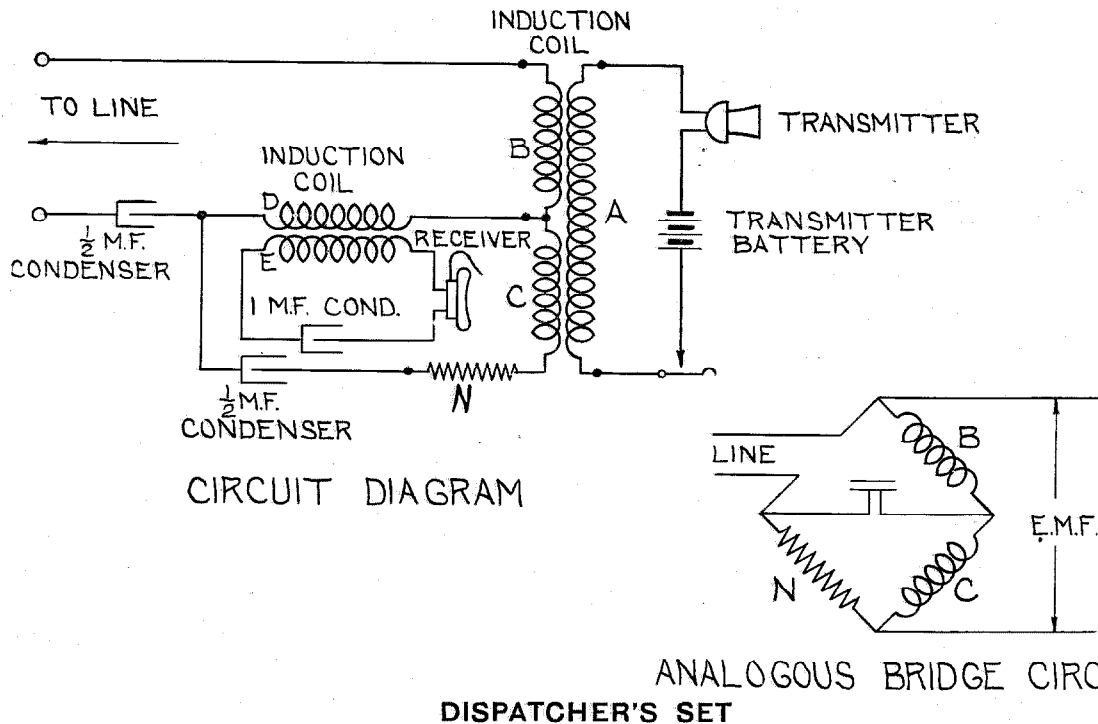 INDUCTION
COIL
TO LINE
B
A
TRANSMITTER
INDUCTION
COIL
D
E
RECEIVER
TRANSMITTER
BATTERY
½ M.F.
CONDENSER
1 M.F. COND.
C
N
½ M.F.
CONDENSER
CIRCUIT DIAGRAM
LINE
B
E.M.F.
N
C
ANALOGOUS BRIDGE CIRC
DISPATCHER'S SET